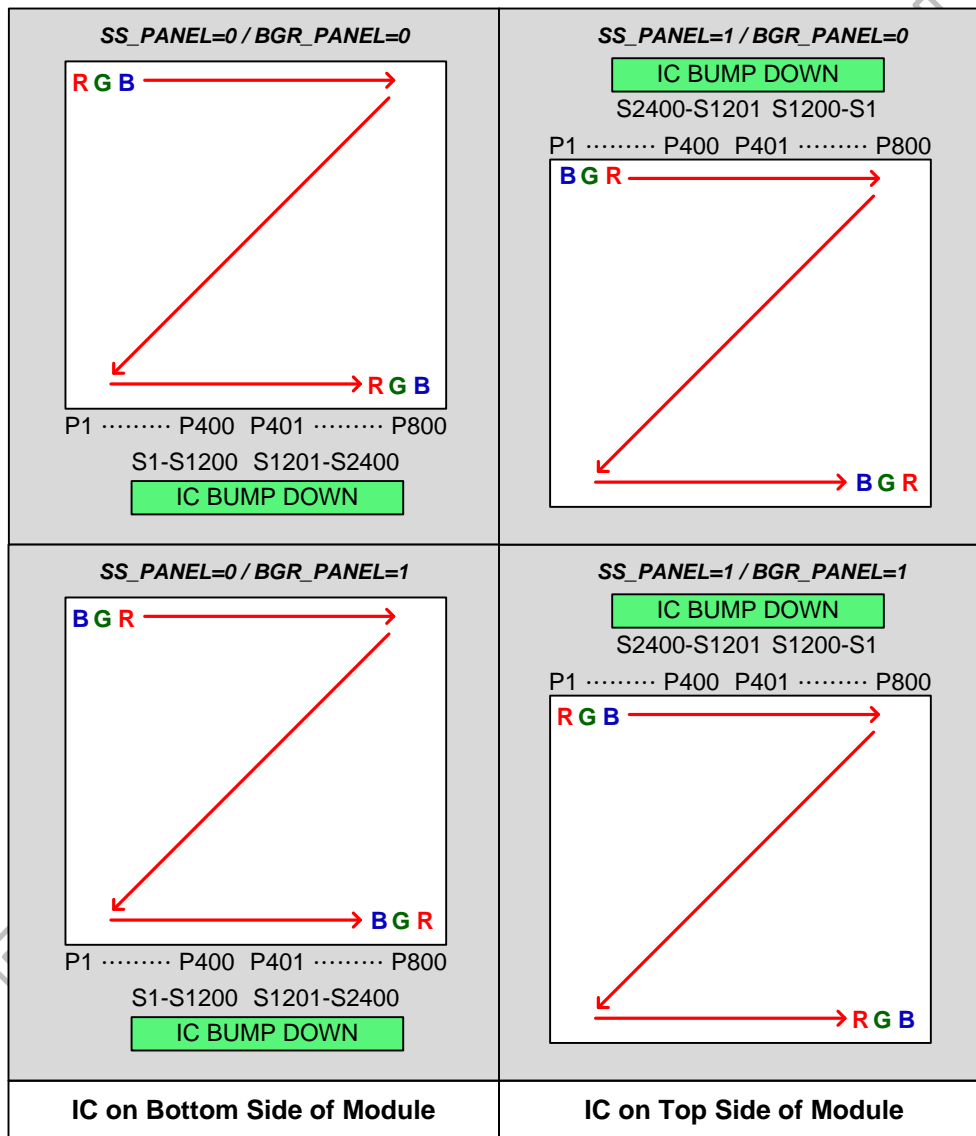 SS_PANEL=0 / BGR_PANEL=0
R G B
R G B
P1 ········· P400 P401 ········· P800
S1-S1200 S1201-S2400
IC BUMP DOWN
SS_PANEL=1 / BGR_PANEL=0
IC BUMP DOWN
S2400-S1201 S1200-S1
P1 ········· P400 P401 ········· P800
B G R
B G R
SS_PANEL=0 / BGR_PANEL=1
B G R
B G R
P1 ········· P400 P401 ········· P800
S1-S1200 S1201-S2400
IC BUMP DOWN
SS_PANEL=1 / BGR_PANEL=1
IC BUMP DOWN
S2400-S1201 S1200-S1
P1 ········· P400 P401 ········· P800
R G B
R G B
IC on Bottom Side of Module
IC on Top Side of Module